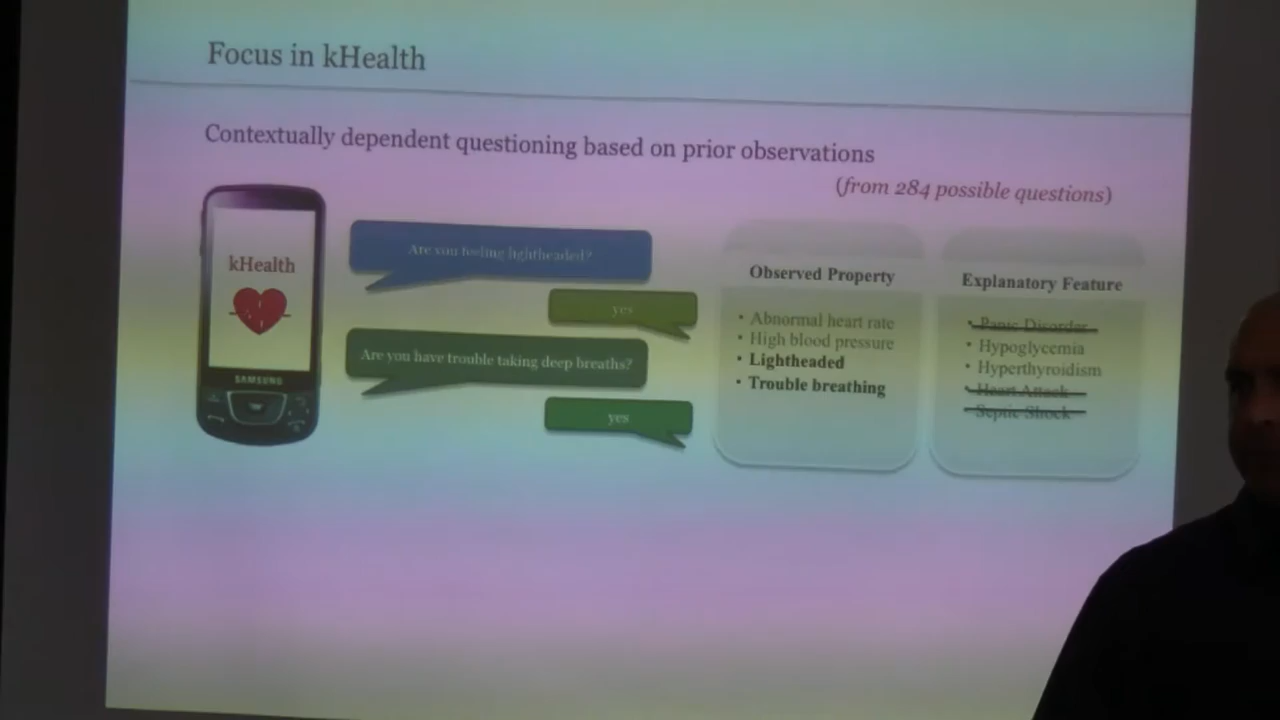 Focus in kHealth
Contextually dependent questioning based on prior observations
(from 284 possible questions)
kHealth
SAMSUNG
Are you feeling lightheaded?
yes
Are you have trouble taking deep breaths?
yes
Observed Property
• Abnormal heart rate
• High blood pressure
• Lightheaded
• Trouble breathing
Explanatory Feature
• Panic Disorder
• Hypoglycemia
• Hyperthyroidism
• Heart Attack
• Septic Shock